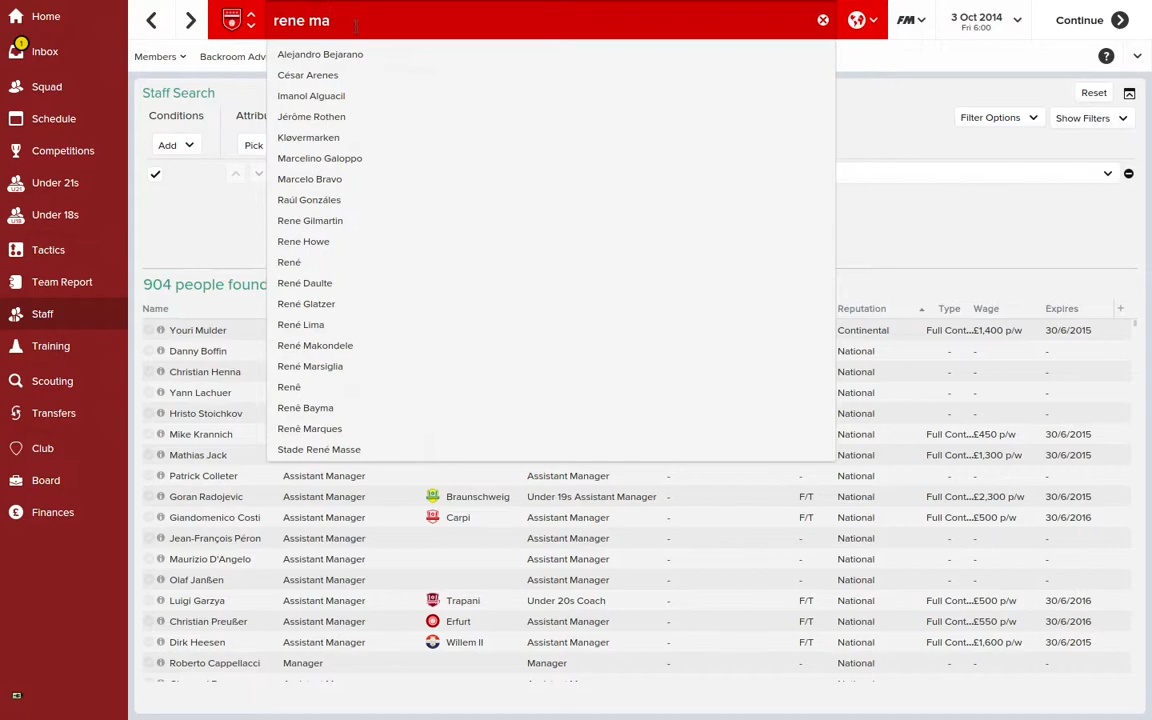 Home
1
Inbox
Squad
Schedule
Competitions
Under 21s
Under 18s
Tactics
Team Report
Staff
Training
Scouting
Transfers
Club
Board
Finances
rene ma
FM
3 Oct 2014
Fri 6:00
Continue
Members
Backroom Adv
?
Alejandro Bejarano
César Arenes
Imanol Alguacil
Jérôme Rothen
Kløvermarken
Marcelino Galoppo
Marcelo Bravo
Raúl Gonzáles
Rene Gilmartin
Rene Howe
René
René Daulte
René Glatzer
René Lima
René Makondele
René Marsiglia
Renê
Renê Bayma
Renê Marques
Stade René Masse
Staff Search
Reset
Conditions
Attribu
Filter Options
Show Filters
Add
Pick
904 people found
Name Reputation Type Wage Expires +
Youri Mulder Continental Full Cont... £1,400 p/w 30/6/2015
Danny Boffin National - - -
Christian Henna National - - -
Yann Lachuer National - - -
Hristo Stoichkov National - - -
Mike Krannich National Full Cont... £450 p/w 30/6/2015
Mathias Jack National Full Cont... £1,300 p/w 30/6/2015
Patrick Colleter Assistant Manager Assistant Manager - - National - - -
Goran Radojevic Assistant Manager Braunschweig Under 19s Assistant Manager - F/T National Full Cont... £2,300 p/w 30/6/2015
Giandomenico Costi Assistant Manager Carpi Assistant Manager - F/T National Full Cont... £500 p/w 30/6/2016
Jean-François Péron Assistant Manager Assistant Manager - - National - - -
Maurizio D'Angelo Assistant Manager Assistant Manager - - National - - -
Olaf Janßen Assistant Manager Assistant Manager - - National - - -
Luigi Garzya Assistant Manager Trapani Under 20s Coach - F/T National Full Cont... £500 p/w 30/6/2016
Christian Preußer Assistant Manager Erfurt Assistant Manager - F/T National Full Cont... £550 p/w 30/6/2016
Dirk Heesen Assistant Manager Willem II Assistant Manager - F/T National Full Cont... £1,600 p/w 30/6/2015
Roberto Cappellacci Manager Manager - - National - - -